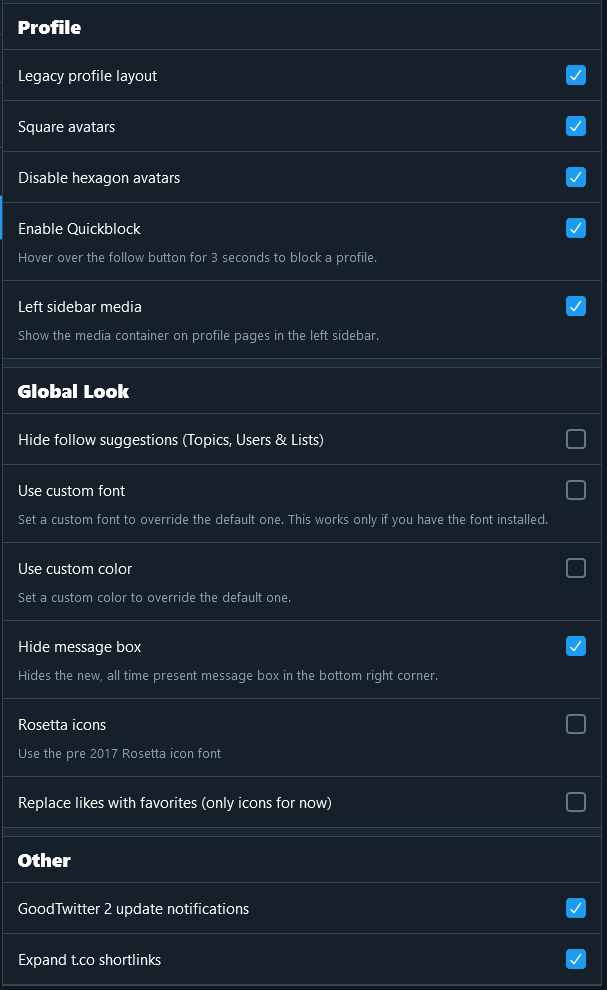 Profile
Legacy profile layout
Square avatars
Disable hexagon avatars
Enable Quickblock
Hover over the follow button for 3 seconds to block a profile.
Left sidebar media
Show the media container on profile pages in the left sidebar.
Global Look
Hide follow suggestions (Topics, Users & Lists)
Use custom font
Set a custom font to override the default one. This works only if you have the font installed.
Use custom color
Set a custom color to override the default one.
Hide message box
Hides the new, all time present message box in the bottom right corner.
Rosetta icons
Use the pre 2017 Rosetta icon font
Replace likes with favorites (only icons for now)
Other
GoodTwitter 2 update notifications
Expand t.co shortlinks